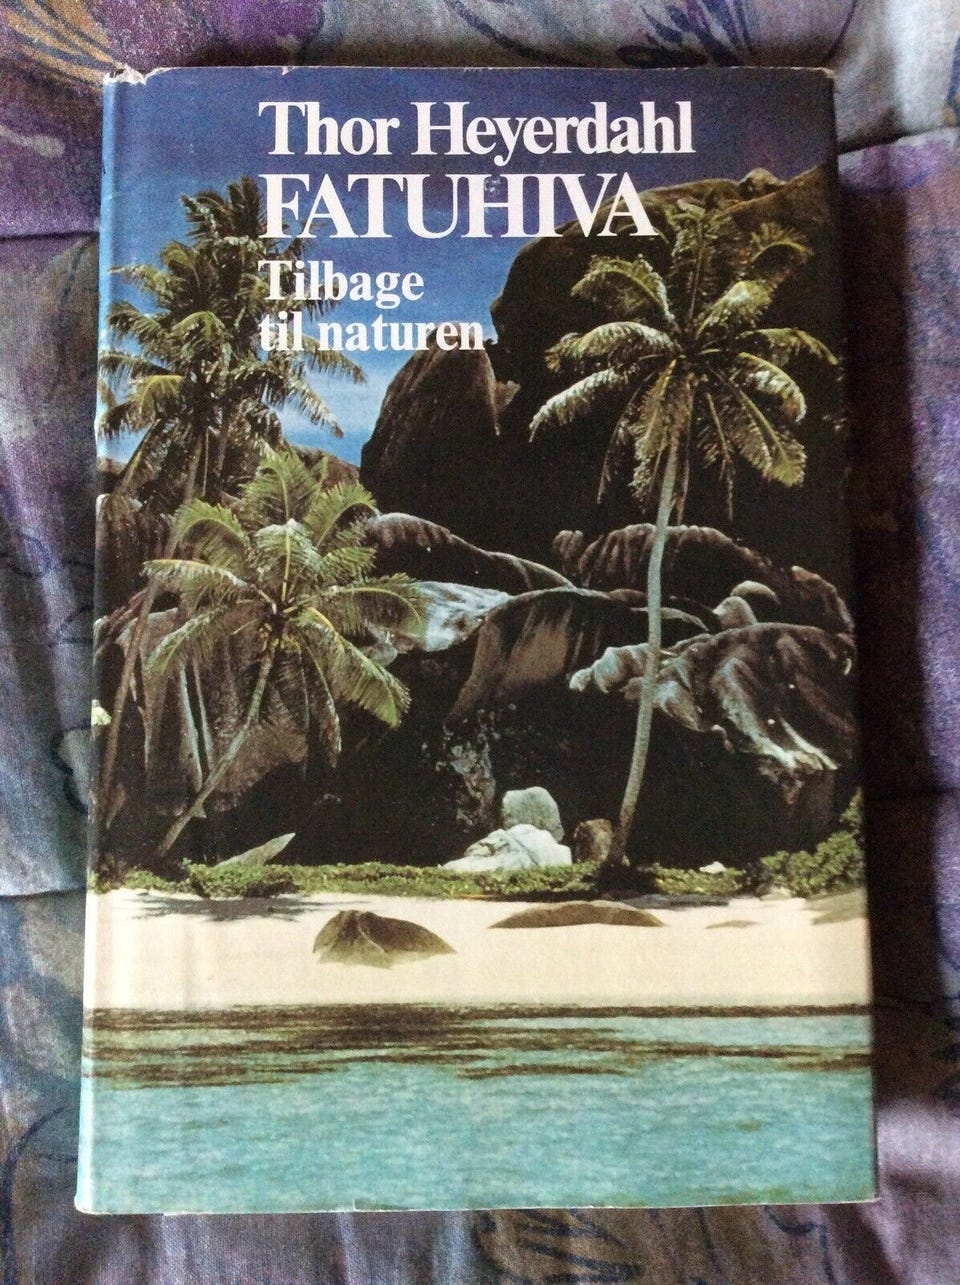 Thor Heyerdahl
FATUHIVA
Tilbage
til naturen